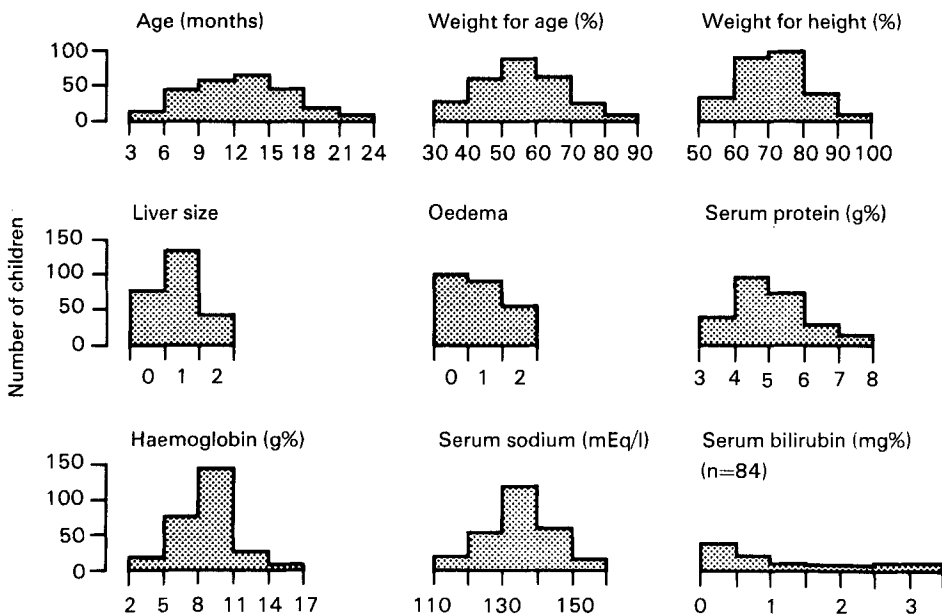 Age (months)
Weight for age (%)
Weight for height (%)
100
50
0
3 6 9 12 15 18 21 24
30 40 50 60 70 80 90
50 60 70 80 90 100
Number of children
Liver size
Oedema
Serum protein (g%)
150
100
50
0
0 1 2
0 1 2
3 4 5 6 7 8
Haemoglobin (g%)
Serum sodium (mEq/l)
Serum bilirubin (mg%)
(n=84)
150
100
50
0
2 5 8 11 14 17
110 130 150
0 1 2 3